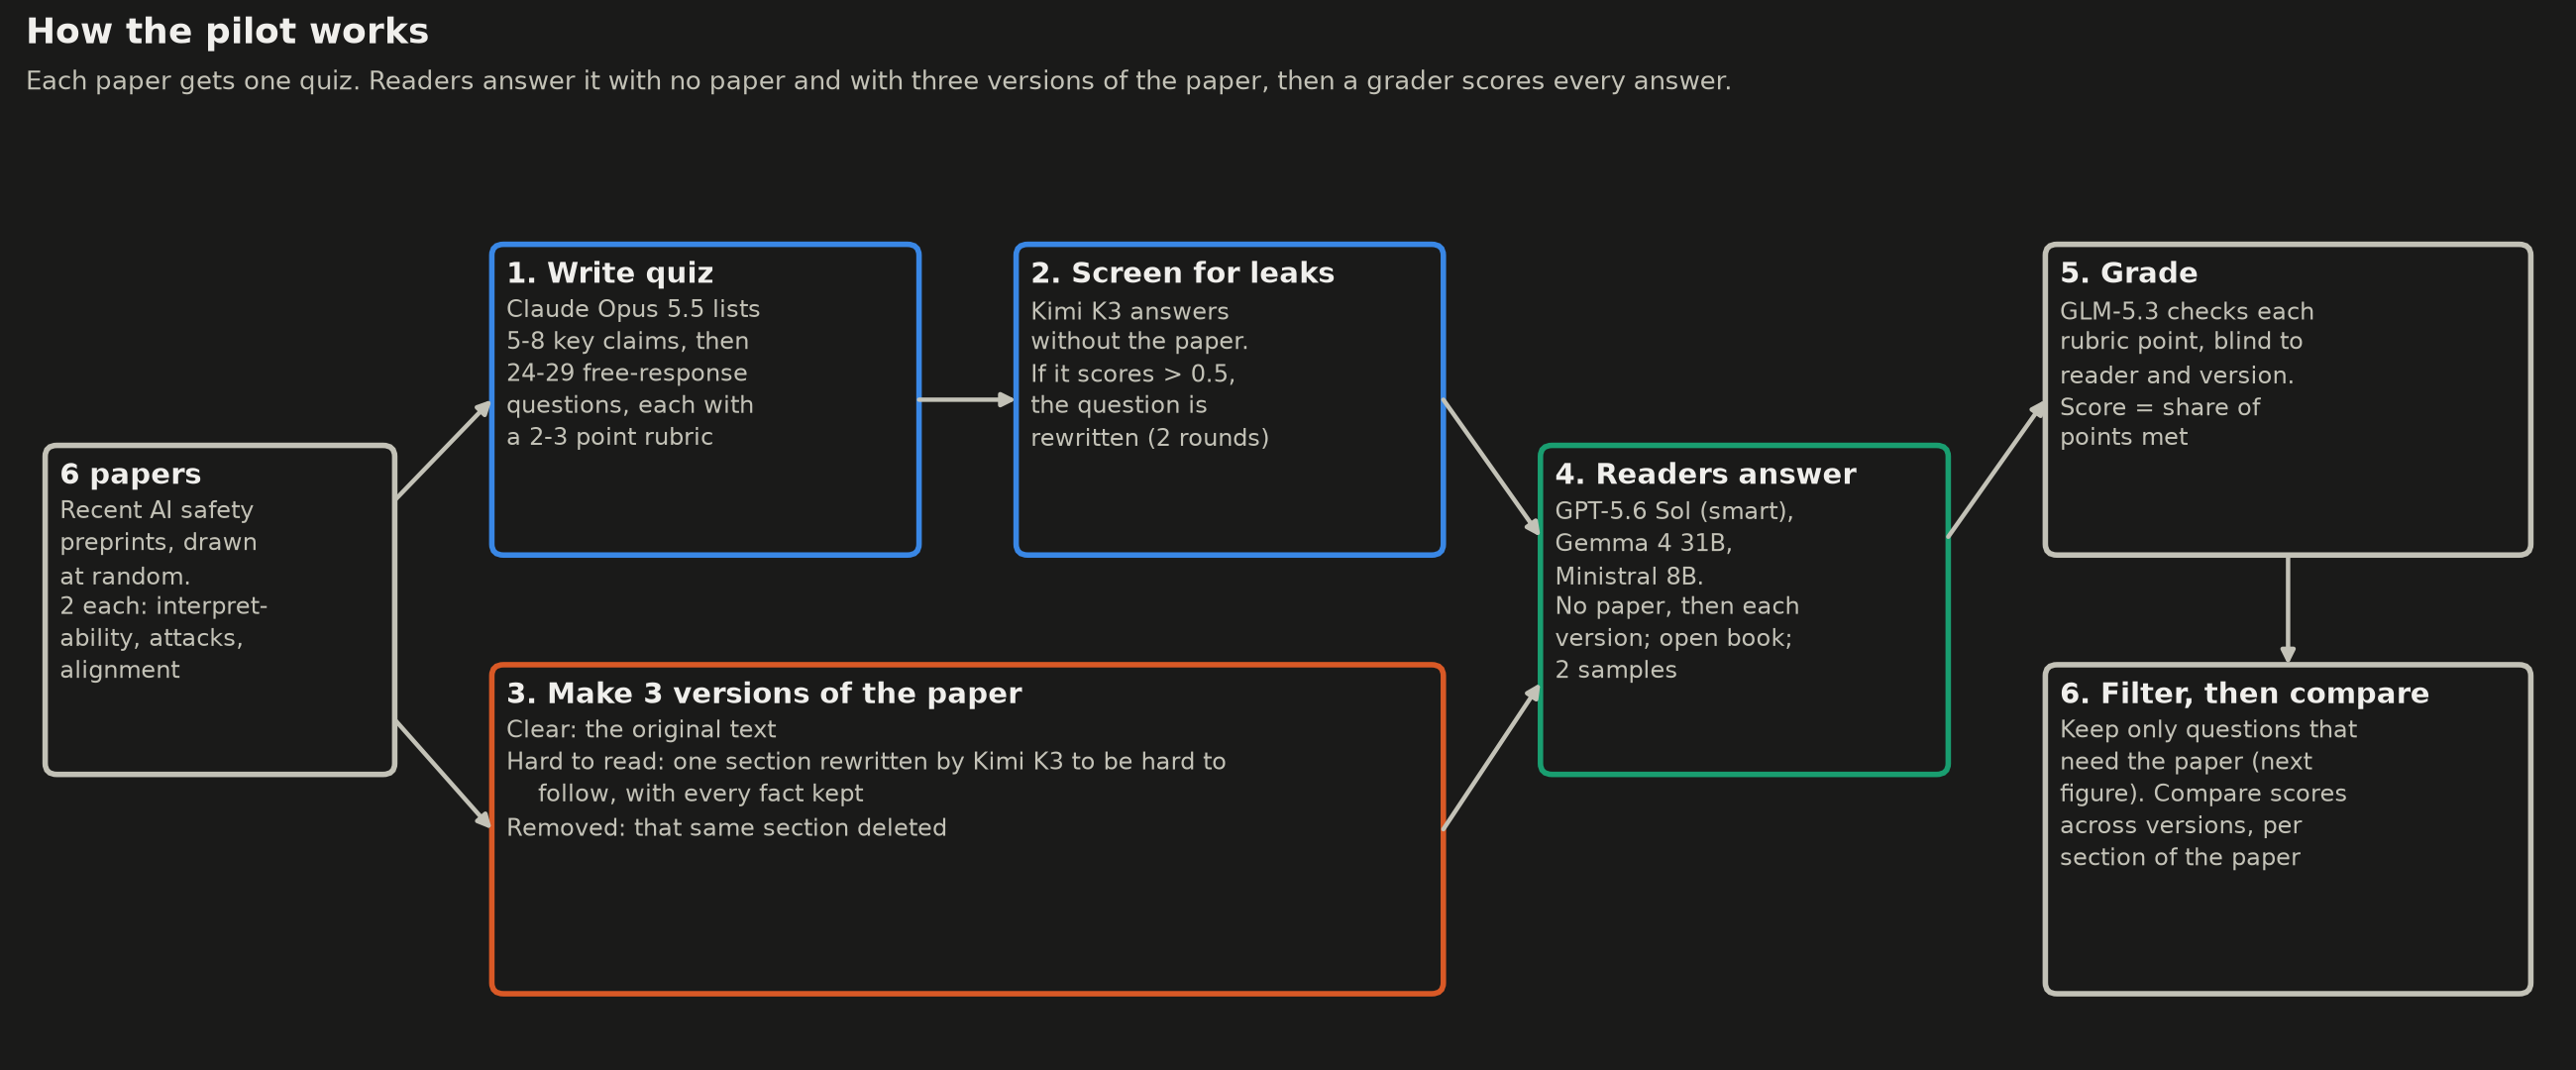 How the pilot works
Each paper gets one quiz. Readers answer it with no paper and with three versions of the paper, then a grader scores every answer.
6 papers
Recent AI safety
preprints, drawn
at random.
2 each: interpret-
ability, attacks,
alignment
1. Write quiz
Claude Opus 5.5 lists
5-8 key claims, then
24-29 free-response
questions, each with
a 2-3 point rubric
2. Screen for leaks
Kimi K3 answers
without the paper.
If it scores > 0.5,
the question is
rewritten (2 rounds)
3. Make 3 versions of the paper
Clear: the original text
Hard to read: one section rewritten by Kimi K3 to be hard to
follow, with every fact kept
Removed: that same section deleted
4. Readers answer
GPT-5.6 Sol (smart),
Gemma 4 31B,
Ministral 8B.
No paper, then each
version; open book;
2 samples
5. Grade
GLM-5.3 checks each
rubric point, blind to
reader and version.
Score = share of
points met
6. Filter, then compare
Keep only questions that
need the paper (next
figure). Compare scores
across versions, per
section of the paper